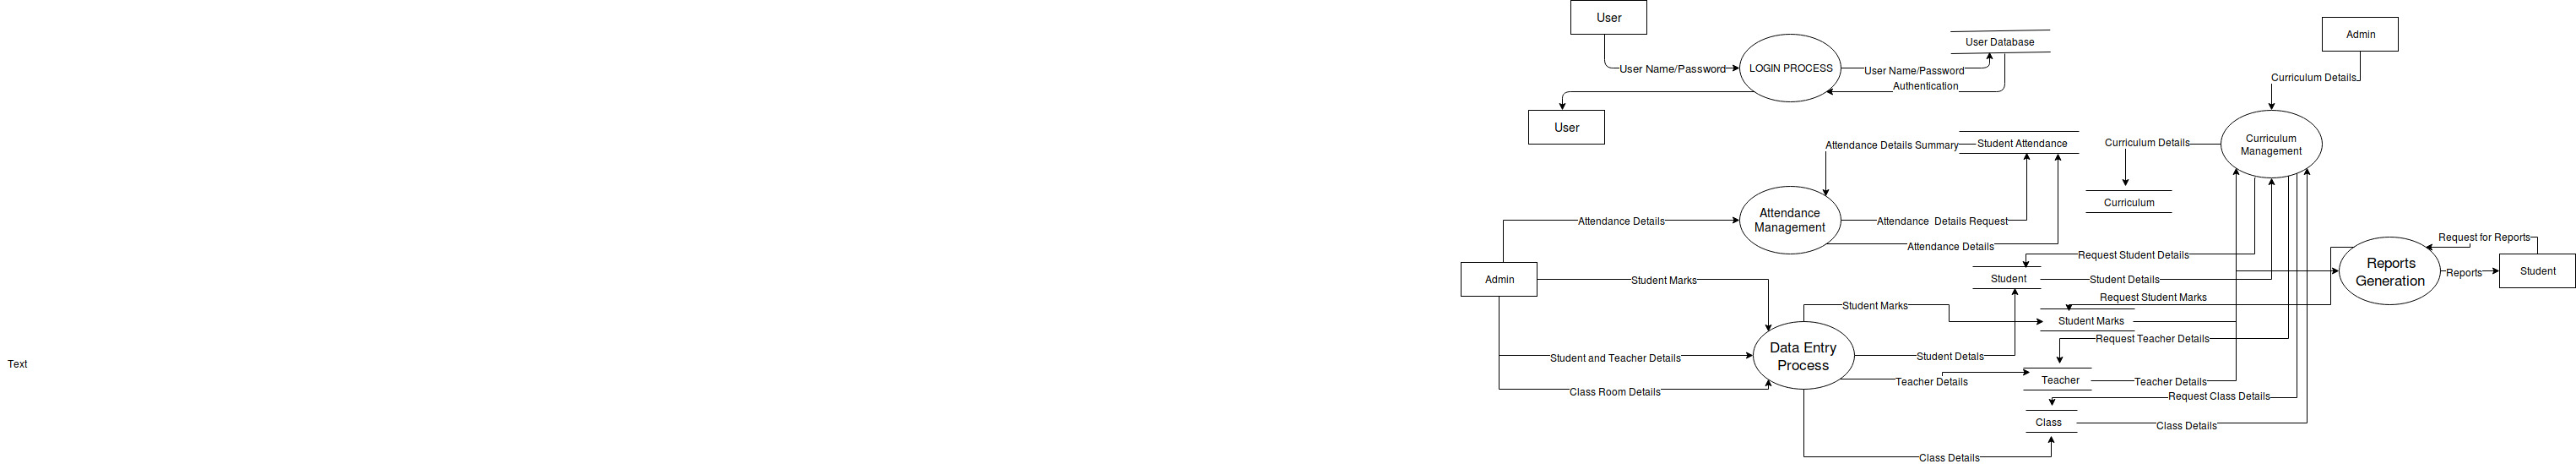 User
Admin
User Database
User Name/Password
LOGIN PROCESS
User Name/Password
Authentication
Curriculum Details
User
Attendance Details Summary
Student Attendance
Curriculum Details
Curriculum
Management
Curriculum
Attendance Details
Attendance
Management
Attendance  Details Request
Attendance Details
Request for Reports
Request Student Details
Admin
Student Marks
Student
Student Details
Reports
Generation
Reports
Student
Request Student Marks
Student Marks
Student Marks
Request Teacher Details
Data Entry
Process
Student and Teacher Details
Student Detals
Text
Teacher Details
Teacher
Teacher Details
Class Room Details
Request Class Details
Class
Class Details
Class Details